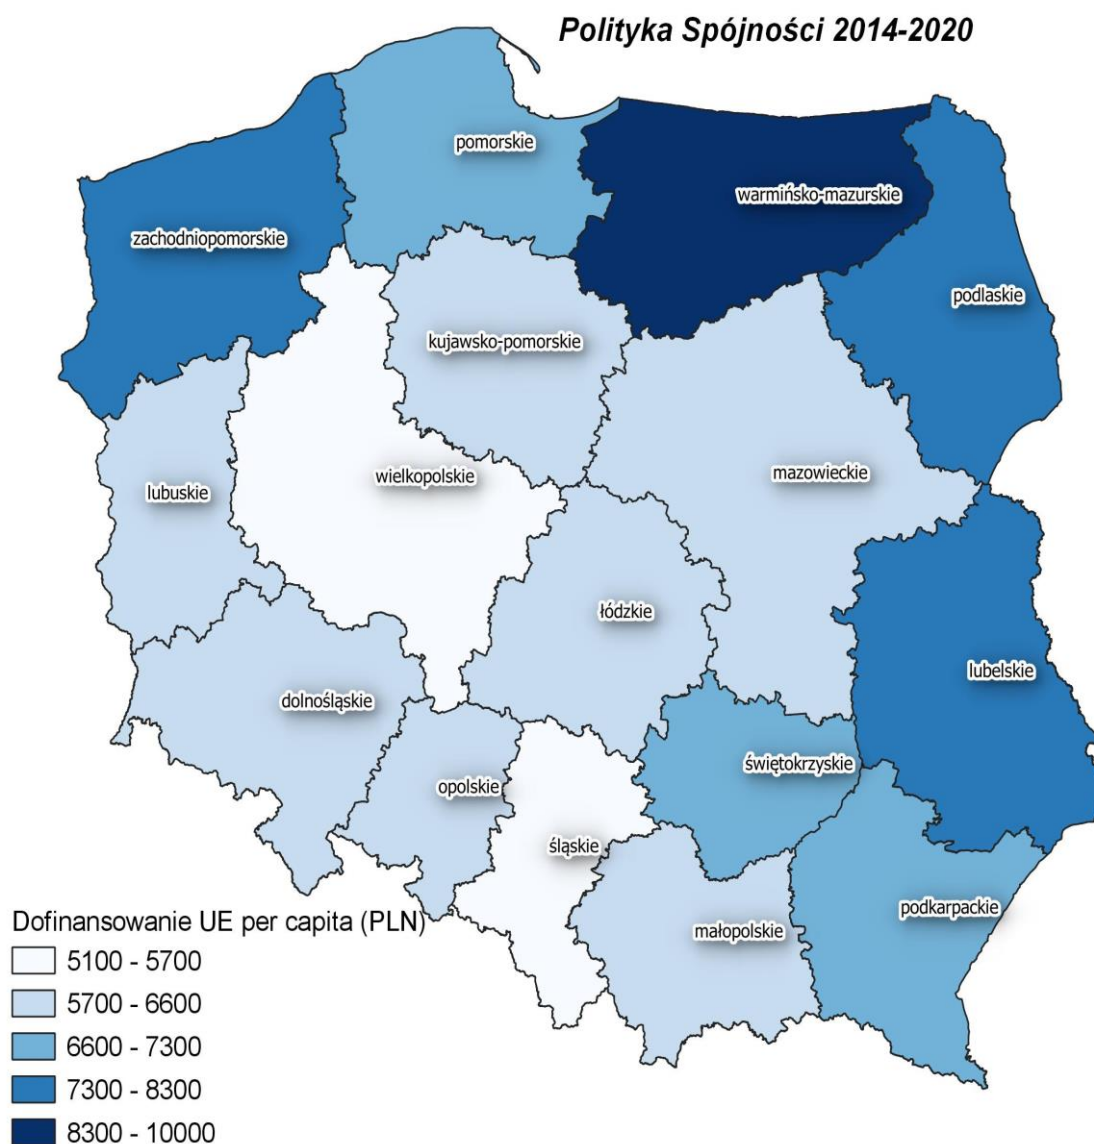 Polityka Spójności 2014-2020
pomorskie
warmińsko-mazurskie
zachodniopomorskie
podlaskie
kujawsko-pomorskie
wielkopolskie
mazowieckie
lubuskie
łódzkie
lubelskie
dolnośląskie
świętokrzyskie
opolskie
śląskie
podkarpackie
małopolskie
Dofinansowanie UE per capita (PLN)
5100 - 5700
5700 - 6600
6600 - 7300
7300 - 8300
8300 - 10000